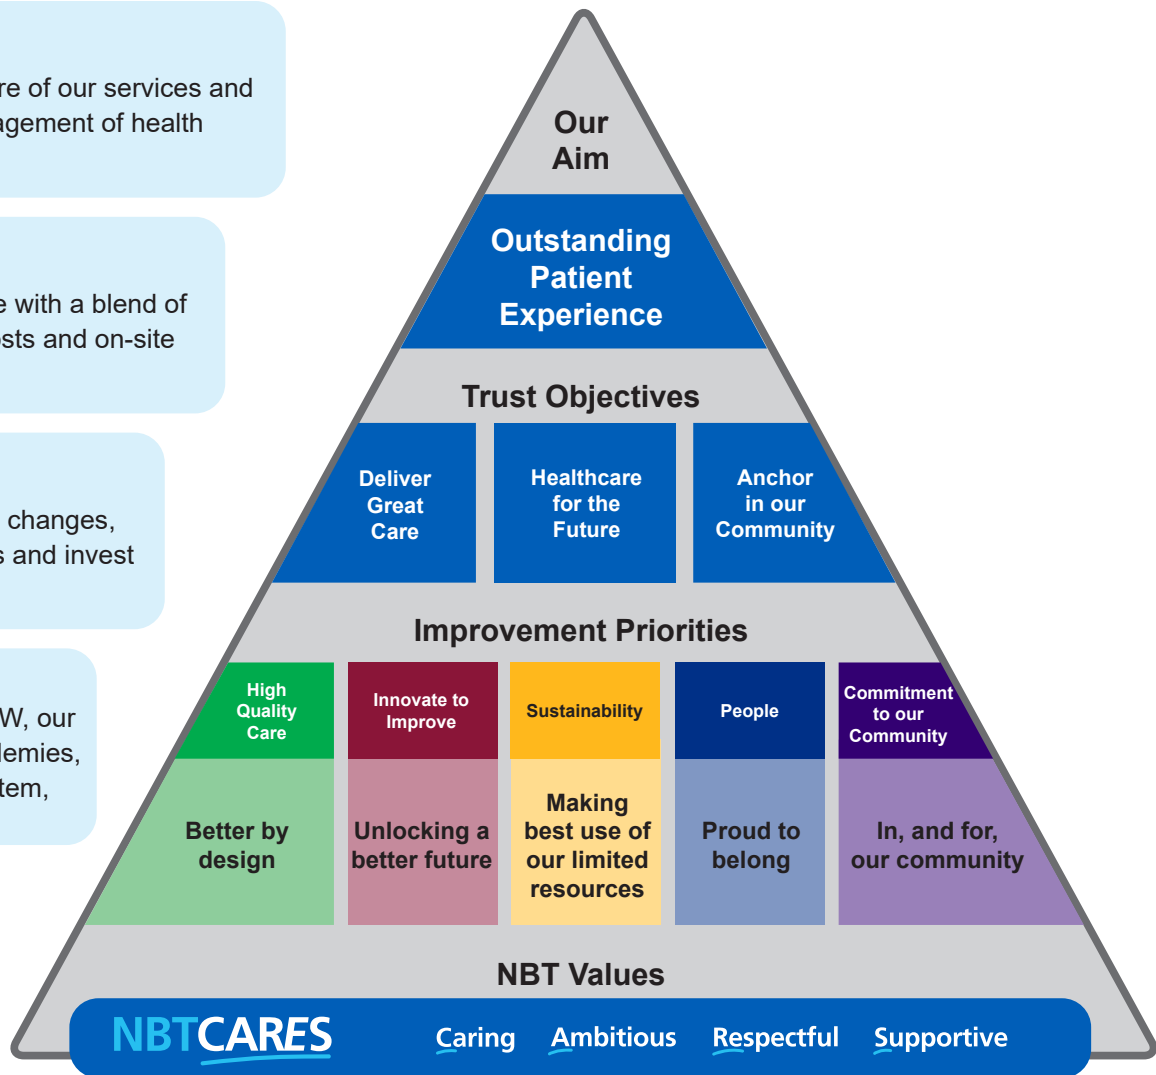 re of our services and
agement of health
e with a blend of
osts and on-site
changes,
s and invest
W, our
demies,
tem,
Our
Aim
Outstanding
Patient
Experience
Trust Objectives
Deliver
Great
Care
Healthcare
for the
Future
Anchor
in our
Community
Improvement Priorities
High
Quality
Care
Innovate to
Improve
Sustainability
People
Commitment
to our
Community
Better by
design
Unlocking a
better future
Making
best use of
our limited
resources
Proud to
belong
In, and for,
our community
NBT Values
NBTCARES Caring Ambitious Respectful Supportive